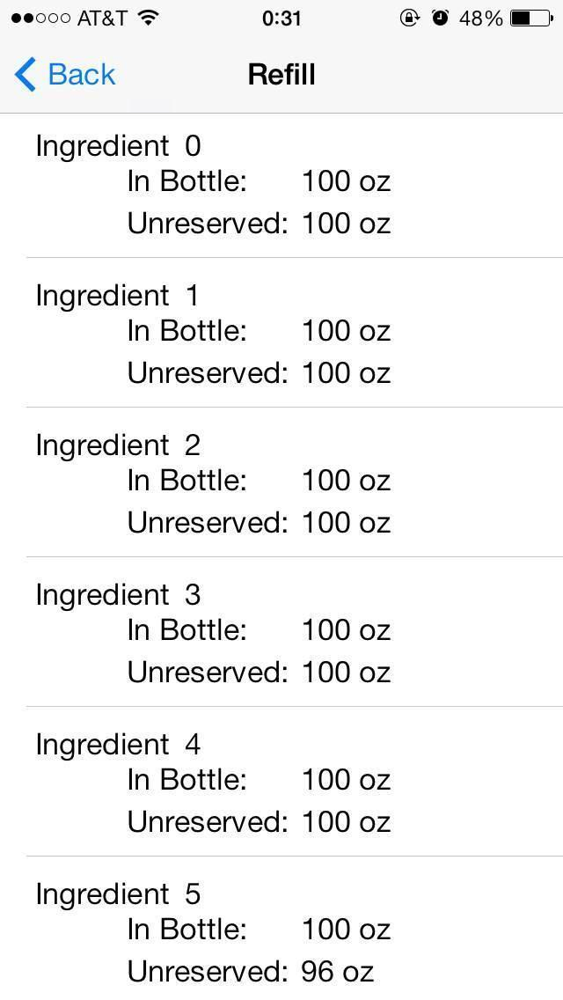 AT&T 0:31 48%
Back Refill
Ingredient 0
In Bottle: 100 oz
Unreserved: 100 oz
Ingredient 1
In Bottle: 100 oz
Unreserved: 100 oz
Ingredient 2
In Bottle: 100 oz
Unreserved: 100 oz
Ingredient 3
In Bottle: 100 oz
Unreserved: 100 oz
Ingredient 4
In Bottle: 100 oz
Unreserved: 100 oz
Ingredient 5
In Bottle: 100 oz
Unreserved: 96 oz